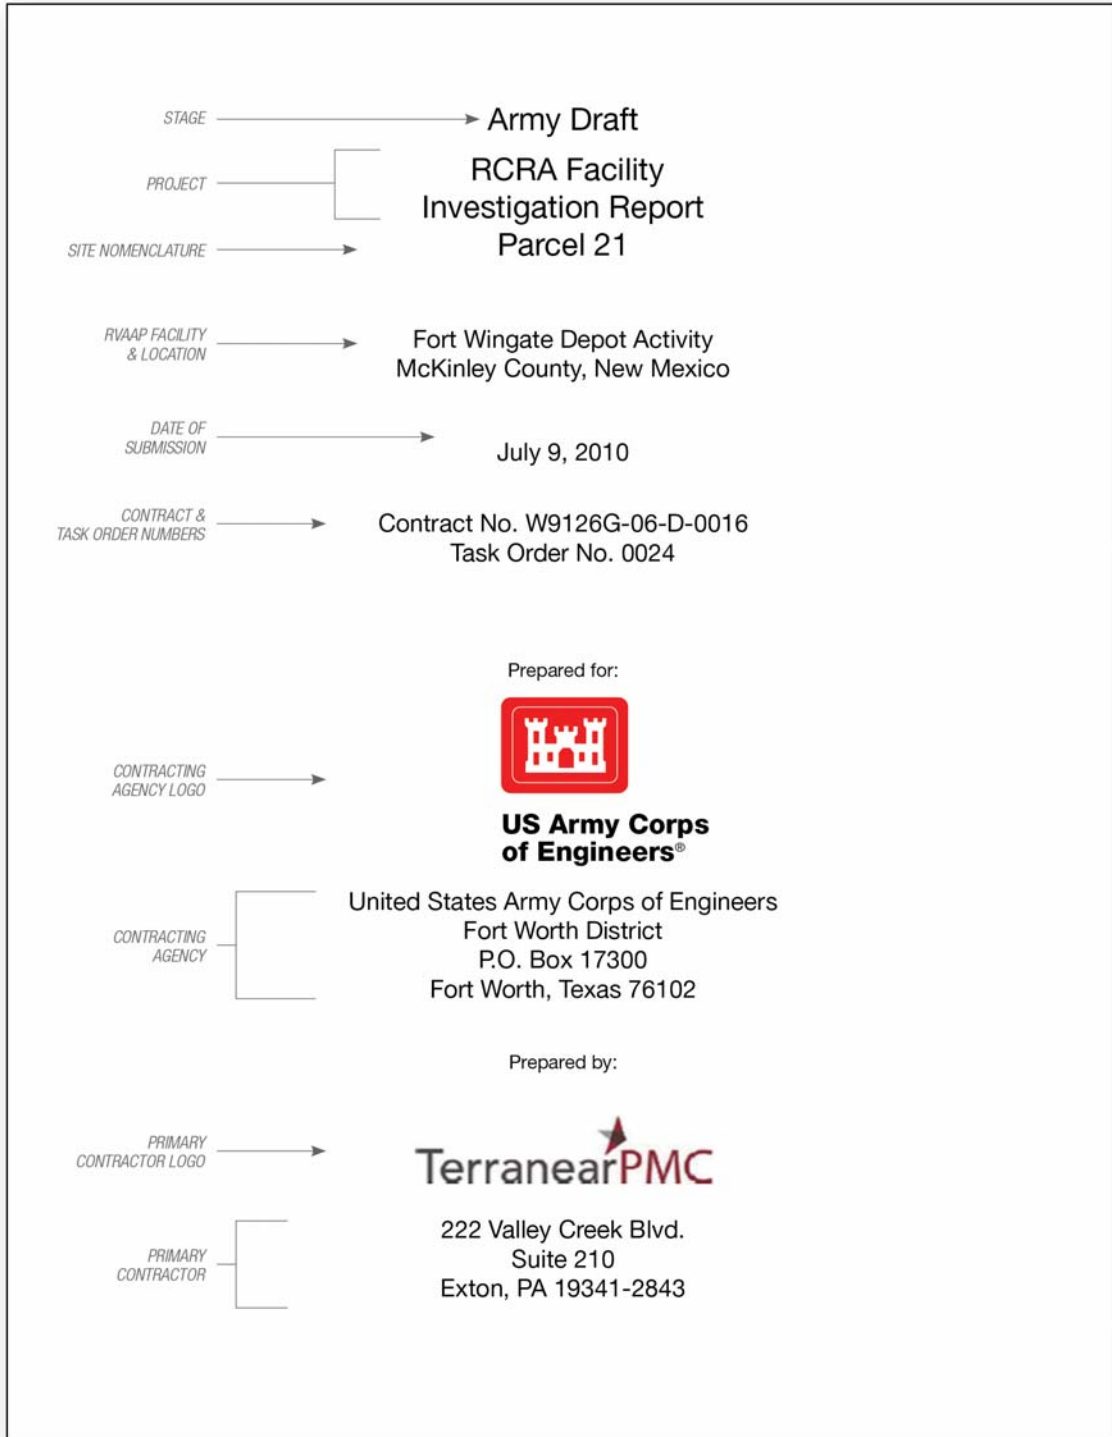 STAGE
Army Draft
PROJECT
RCRA Facility
Investigation Report
SITE NOMENCLATURE
Parcel 21
RVAAP FACILITY
& LOCATION
Fort Wingate Depot Activity
McKinley County, New Mexico
DATE OF
SUBMISSION
July 9, 2010
CONTRACT &
TASK ORDER NUMBERS
Contract No. W9126G-06-D-0016
Task Order No. 0024
Prepared for:
CONTRACTING
AGENCY LOGO
US Army Corps
of Engineers®
CONTRACTING
AGENCY
United States Army Corps of Engineers
Fort Worth District
P.O. Box 17300
Fort Worth, Texas 76102
Prepared by:
PRIMARY
CONTRACTOR LOGO
TerranearPMC
PRIMARY
CONTRACTOR
222 Valley Creek Blvd.
Suite 210
Exton, PA 19341-2843